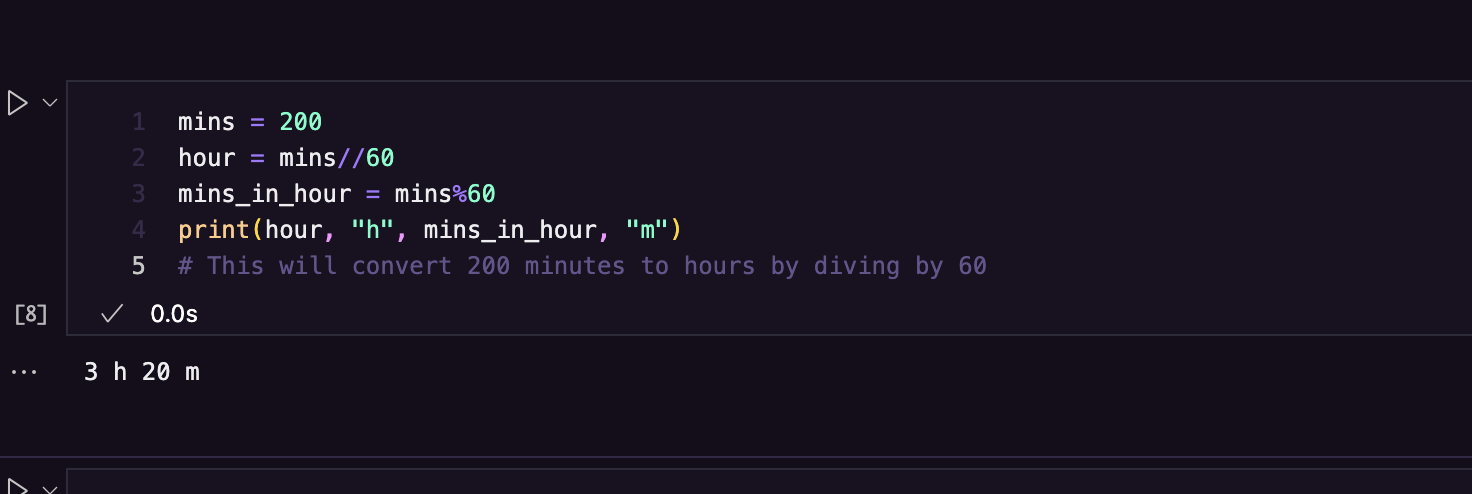 1 mins = 200
2 hour = mins//60
3 mins_in_hour = mins%60
4 print(hour, "h", mins_in_hour, "m")
5 # This will convert 200 minutes to hours by diving by 60
[8] 0.0s
... 3 h 20 m